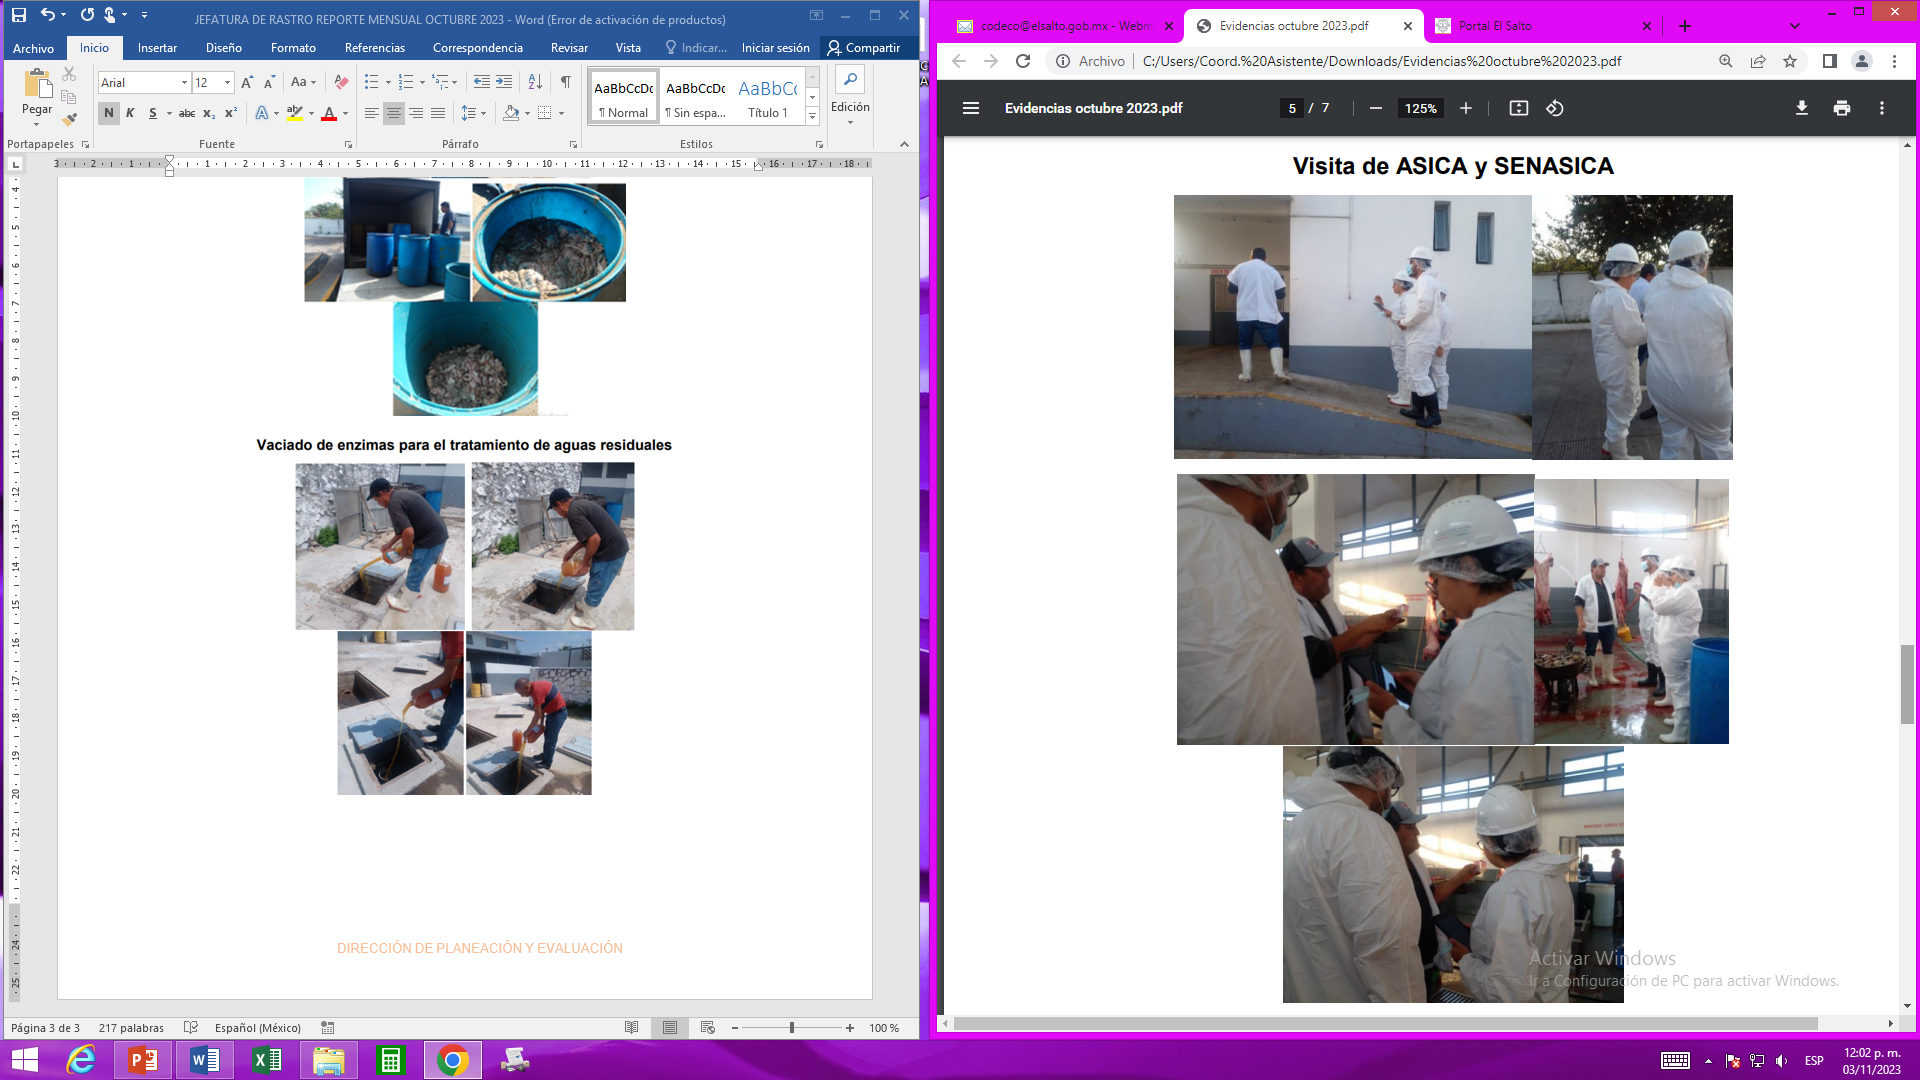 JEFATURA DE RASTRO REPORTE MENSUAL OCTUBRE 2023 - Word (Error de activación de productos)
Archivo Inicio Insertar Diseño Formato Referencias Correspondencia Revisar Vista Indicar... Iniciar sesión Compartir
Arial 12
Pegar
Edición
AaBbCcDc AaBbCcDc AaBbCc
¶ Normal ¶ Sin espa... Título 1
Portapapeles Fuente Párrafo Estilos
Vaciado de enzimas para el tratamiento de aguas residuales
DIRECCIÓN DE PLANEACIÓN Y EVALUACIÓN
Página 3 de 3 217 palabras Español (México) 100 %
codeco@elsalto.gob.mx - Webm
Evidencias octubre 2023.pdf
Portal El Salto
Archivo C:/Users/Coord.%20Asistente/Downloads/Evidencias%20octubre%202023.pdf
Evidencias octubre 2023.pdf
5 / 7
125%
Visita de ASICA y SENASICA
Activar Windows
Ir a Configuración de PC para activar Windows.
ESP
12:02 p. m.
03/11/2023